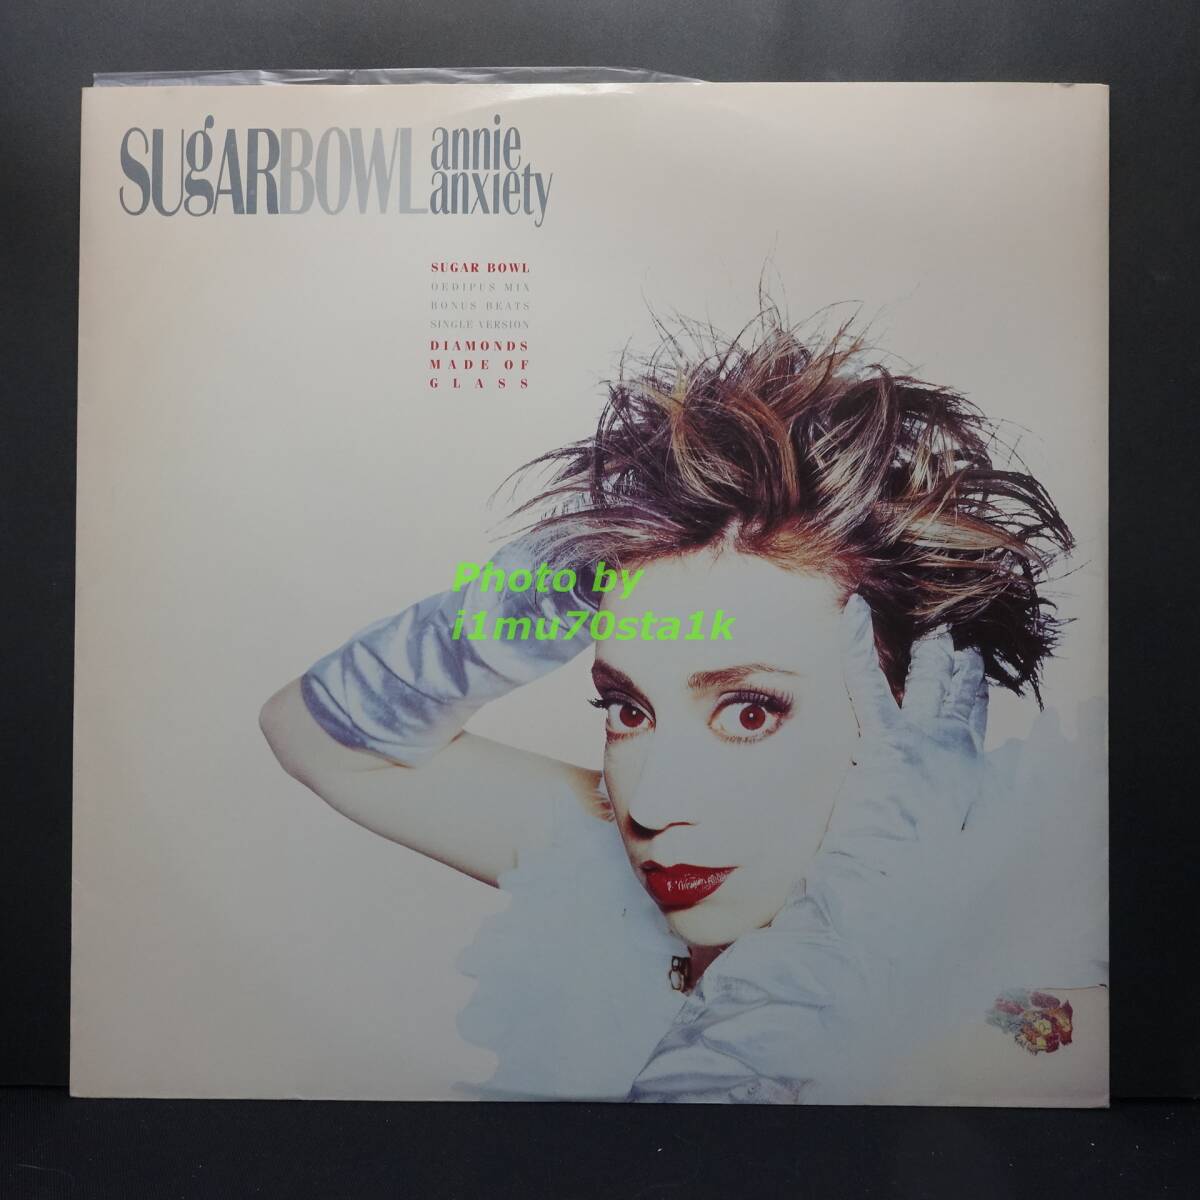 SUgARBOWL annie
anxiety
SUGAR BOWL
OEDIPUS MIX
BONUS BEATS
SINGLE VERSION
DIAMONDS
MADE OF
GLASS
Photo by
i1mu70sta1k